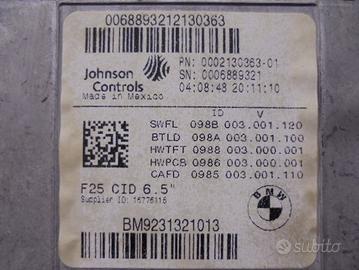 0068893212130363
Johnson
Controls
Made in Mexico
PN: 0002130363-01
SN: 0006889321
04:08:48 20:11:10
ID V
SWFL 098B 003.001.120
BTLD 098A 003.001.100
HWTFT 0988 003.000.001
HWPCB 0986 003.000.001
CAFD 0985 003.001.110
F25 CID 6.5"
Supplier ID: 15776116
BM9231321013
BMW
subito